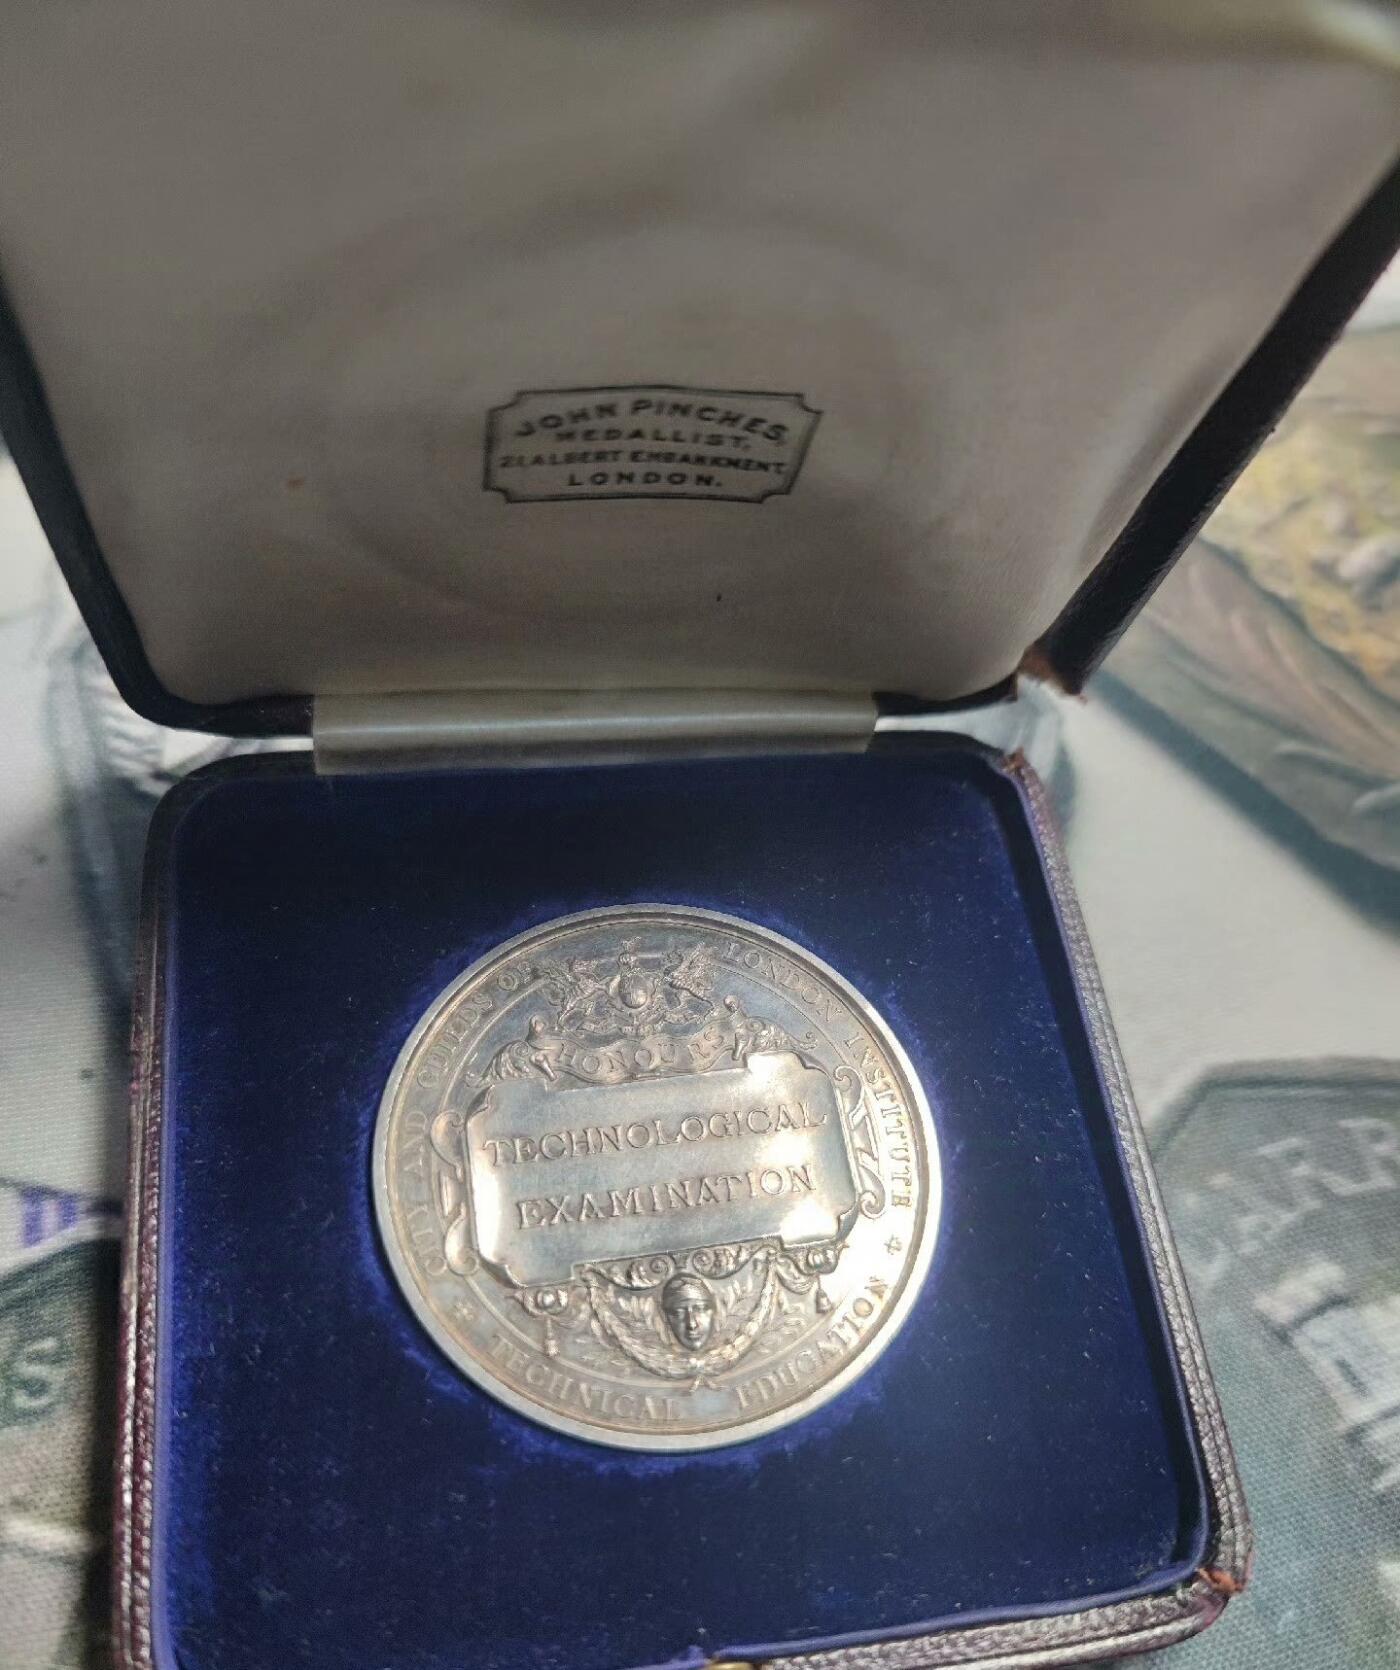 JOHN PINCHES,
MEDALLIST,
21, ALBERT EMBANKMENT,
LONDON.
CITY AND GUILDS OF LONDON INSTITUTE
HONOURS
TECHNOLOGICAL
EXAMINATION
TECHNICAL EDUCATION